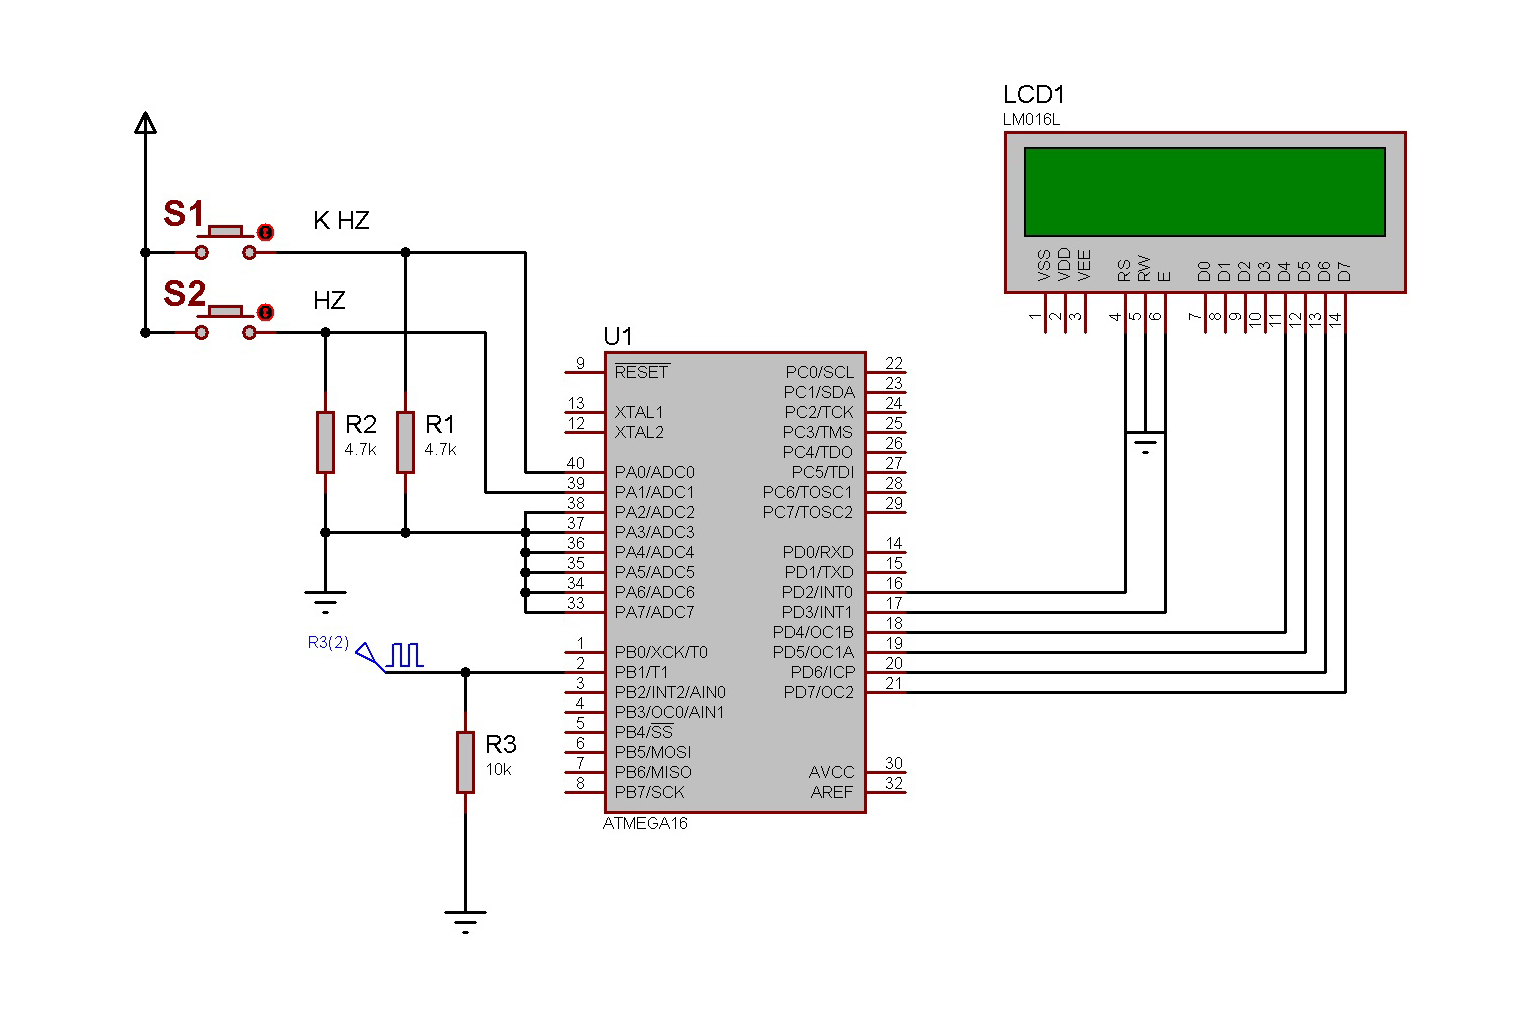 LCD1
LM016L
VSS
VDD
VEE
RS
RW
E
D0
D1
D2
D3
D4
D5
D6
D7
1
2
3
4
5
6
7
8
9
10
11
12
13
14
S1
K HZ
S2
HZ
R2
4.7k
R1
4.7k
R3(2)
R3
10k
U1
9 RESET
13 XTAL1
12 XTAL2
40 PA0/ADC0
39 PA1/ADC1
38 PA2/ADC2
37 PA3/ADC3
36 PA4/ADC4
35 PA5/ADC5
34 PA6/ADC6
33 PA7/ADC7
1 PB0/XCK/T0
2 PB1/T1
3 PB2/INT2/AIN0
4 PB3/OC0/AIN1
5 PB4/SS
6 PB5/MOSI
7 PB6/MISO
8 PB7/SCK
PC0/SCL 22
PC1/SDA 23
PC2/TCK 24
PC3/TMS 25
PC4/TDO 26
PC5/TDI 27
PC6/TOSC1 28
PC7/TOSC2 29
PD0/RXD 14
PD1/TXD 15
PD2/INT0 16
PD3/INT1 17
PD4/OC1B 18
PD5/OC1A 19
PD6/ICP 20
PD7/OC2 21
AVCC 30
AREF 32
ATMEGA16